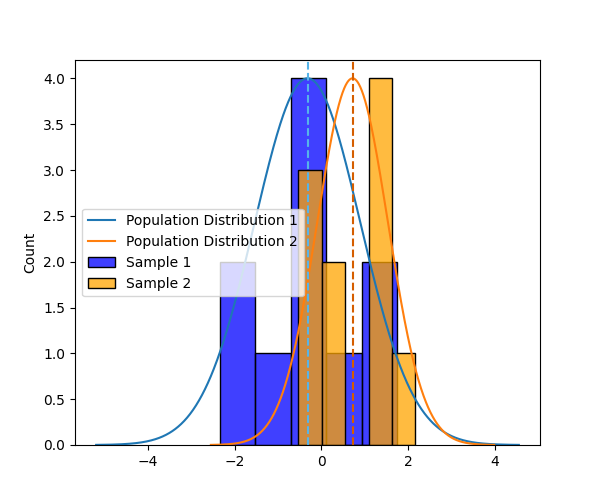 4.0
3.5
3.0
2.5
2.0
1.5
1.0
0.5
0.0
Count
Population Distribution 1
Population Distribution 2
Sample 1
Sample 2
−4 −2 0 2 4